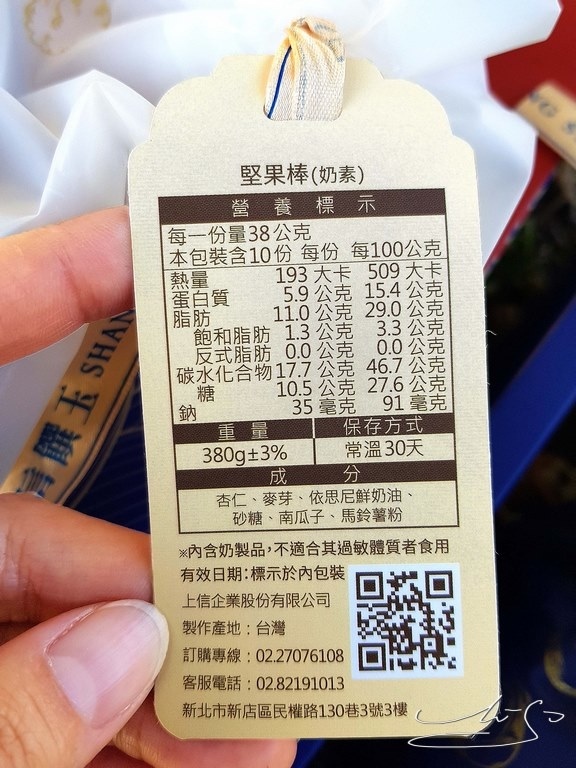 堅果棒(奶素)
營養標示
每一份量38公克
本包裝含10份 每份 每100公克
熱量 193 大卡 509 大卡
蛋白質 5.9 公克 15.4 公克
脂肪 11.0 公克 29.0 公克
飽和脂肪 1.3 公克 3.3 公克
反式脂肪 0.0 公克 0.0 公克
碳水化合物 17.7 公克 46.7 公克
糖 10.5 公克 27.6 公克
鈉 35 毫克 91 毫克
重量 保存方式
380g±3% 常溫30天
成分
杏仁、麥芽、依思尼鮮奶油、
砂糖、南瓜子、馬鈴薯粉
※內含奶製品,不適合其過敏體質者食用
有效日期:標示於內包裝
上信企業股份有限公司
製作產地:台灣
訂購專線:02.27076108
客服電話:02.82191013
新北市新店區民權路130巷3號3樓
饌玉 SHAN